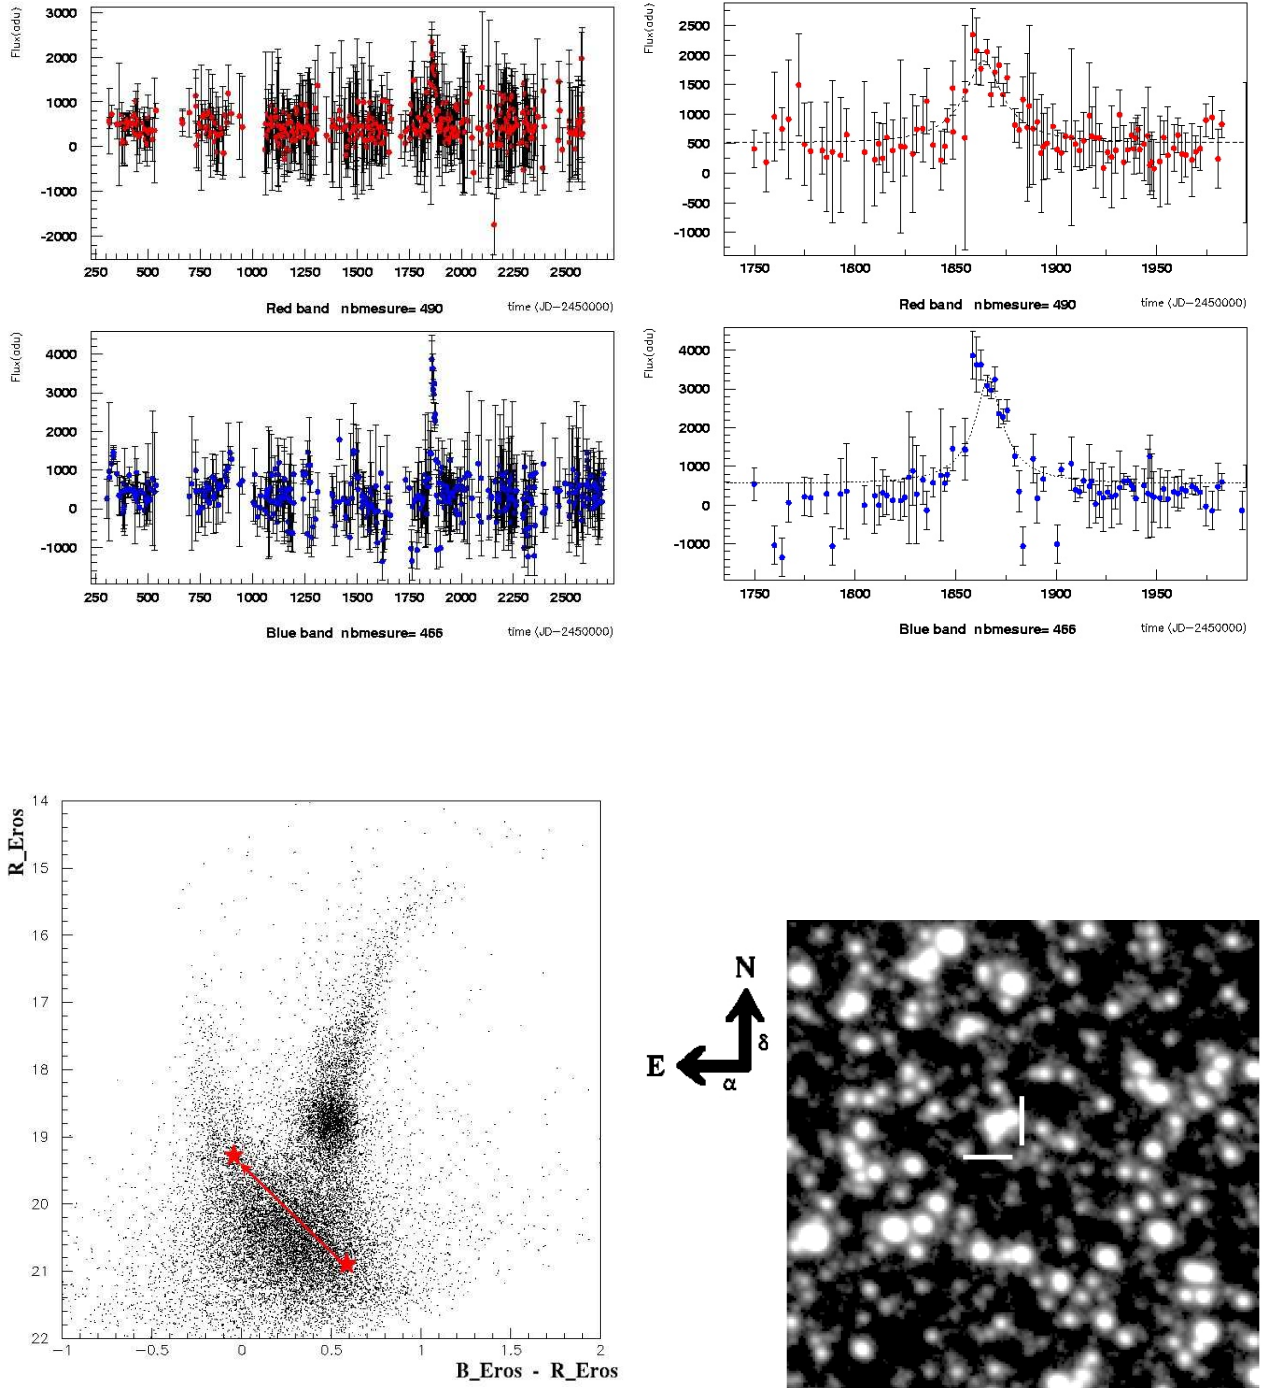 Flux(adu)
3000
2000
1000
0
-1000
-2000
250 500 750 1000 1250 1500 1750 2000 2250 2500
Red band nbmesure= 490 time (JD-2450000)
Flux(adu)
2500
2000
1500
1000
500
0
-500
-1000
1750 1800 1850 1900 1950
Red band nbmesure= 490 time (JD-2450000)
Flux(adu)
4000
3000
2000
1000
0
-1000
250 500 750 1000 1250 1500 1750 2000 2250 2500
Blue band nbmesure= 466 time (JD-2450000)
Flux(adu)
4000
3000
2000
1000
0
-1000
1750 1800 1850 1900 1950
Blue band nbmesure= 466 time (JD-2450000)
R_Eros
14
15
16
17
18
19
20
21
22
-1 -0.5 0 0.5 1 1.5 2
B_Eros - R_Eros
N
δ
E
α